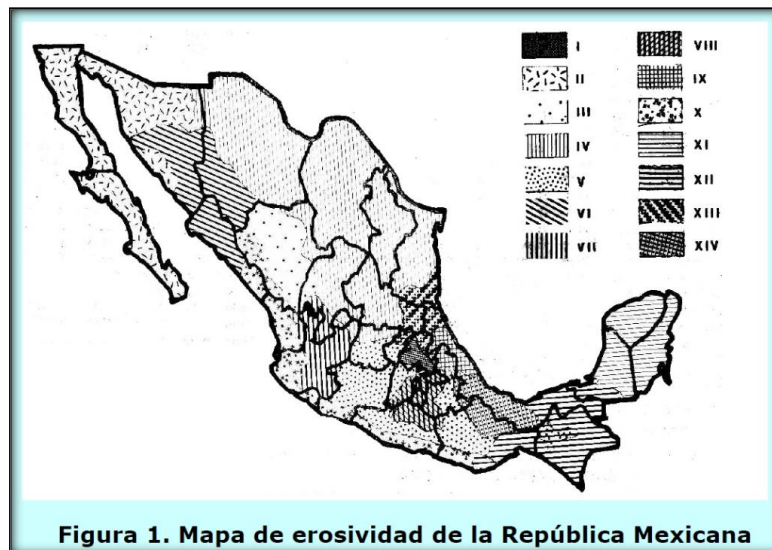 I
II
III
IV
V
VI
VII
VIII
IX
X
XI
XII
XIII
XIV
Figura 1. Mapa de erosividad de la República Mexicana